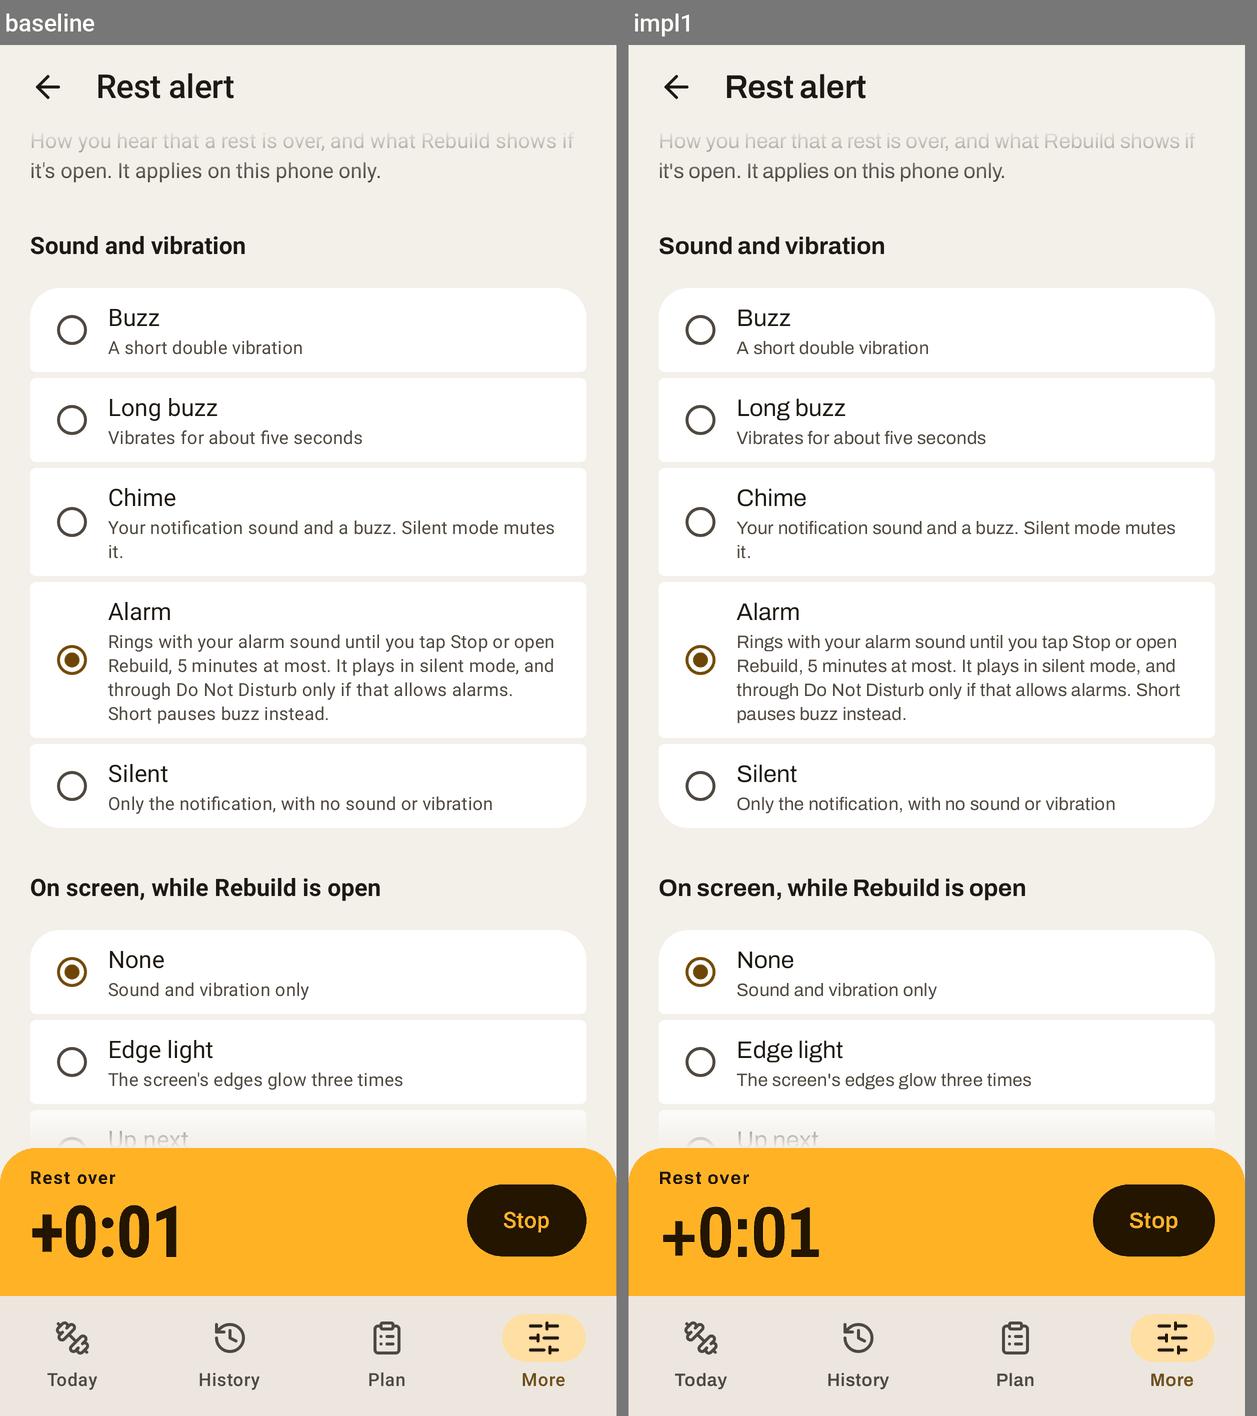 baseline
Rest alert
How you hear that a rest is over, and what Rebuild shows if
it's open. It applies on this phone only.
Sound and vibration
Buzz
A short double vibration
Long buzz
Vibrates for about five seconds
Chime
Your notification sound and a buzz. Silent mode mutes
it.
Alarm
Rings with your alarm sound until you tap Stop or open
Rebuild, 5 minutes at most. It plays in silent mode, and
through Do Not Disturb only if that allows alarms.
Short pauses buzz instead.
Silent
Only the notification, with no sound or vibration
On screen, while Rebuild is open
None
Sound and vibration only
Edge light
The screen's edges glow three times
Up next
Rest over
+0:01
Stop
Today
History
Plan
More
impl1
Rest alert
How you hear that a rest is over, and what Rebuild shows if
it's open. It applies on this phone only.
Sound and vibration
Buzz
A short double vibration
Long buzz
Vibrates for about five seconds
Chime
Your notification sound and a buzz. Silent mode mutes
it.
Alarm
Rings with your alarm sound until you tap Stop or open
Rebuild, 5 minutes at most. It plays in silent mode, and
through Do Not Disturb only if that allows alarms. Short
pauses buzz instead.
Silent
Only the notification, with no sound or vibration
On screen, while Rebuild is open
None
Sound and vibration only
Edge light
The screen's edges glow three times
Up next
Rest over
+0:01
Stop
Today
History
Plan
More